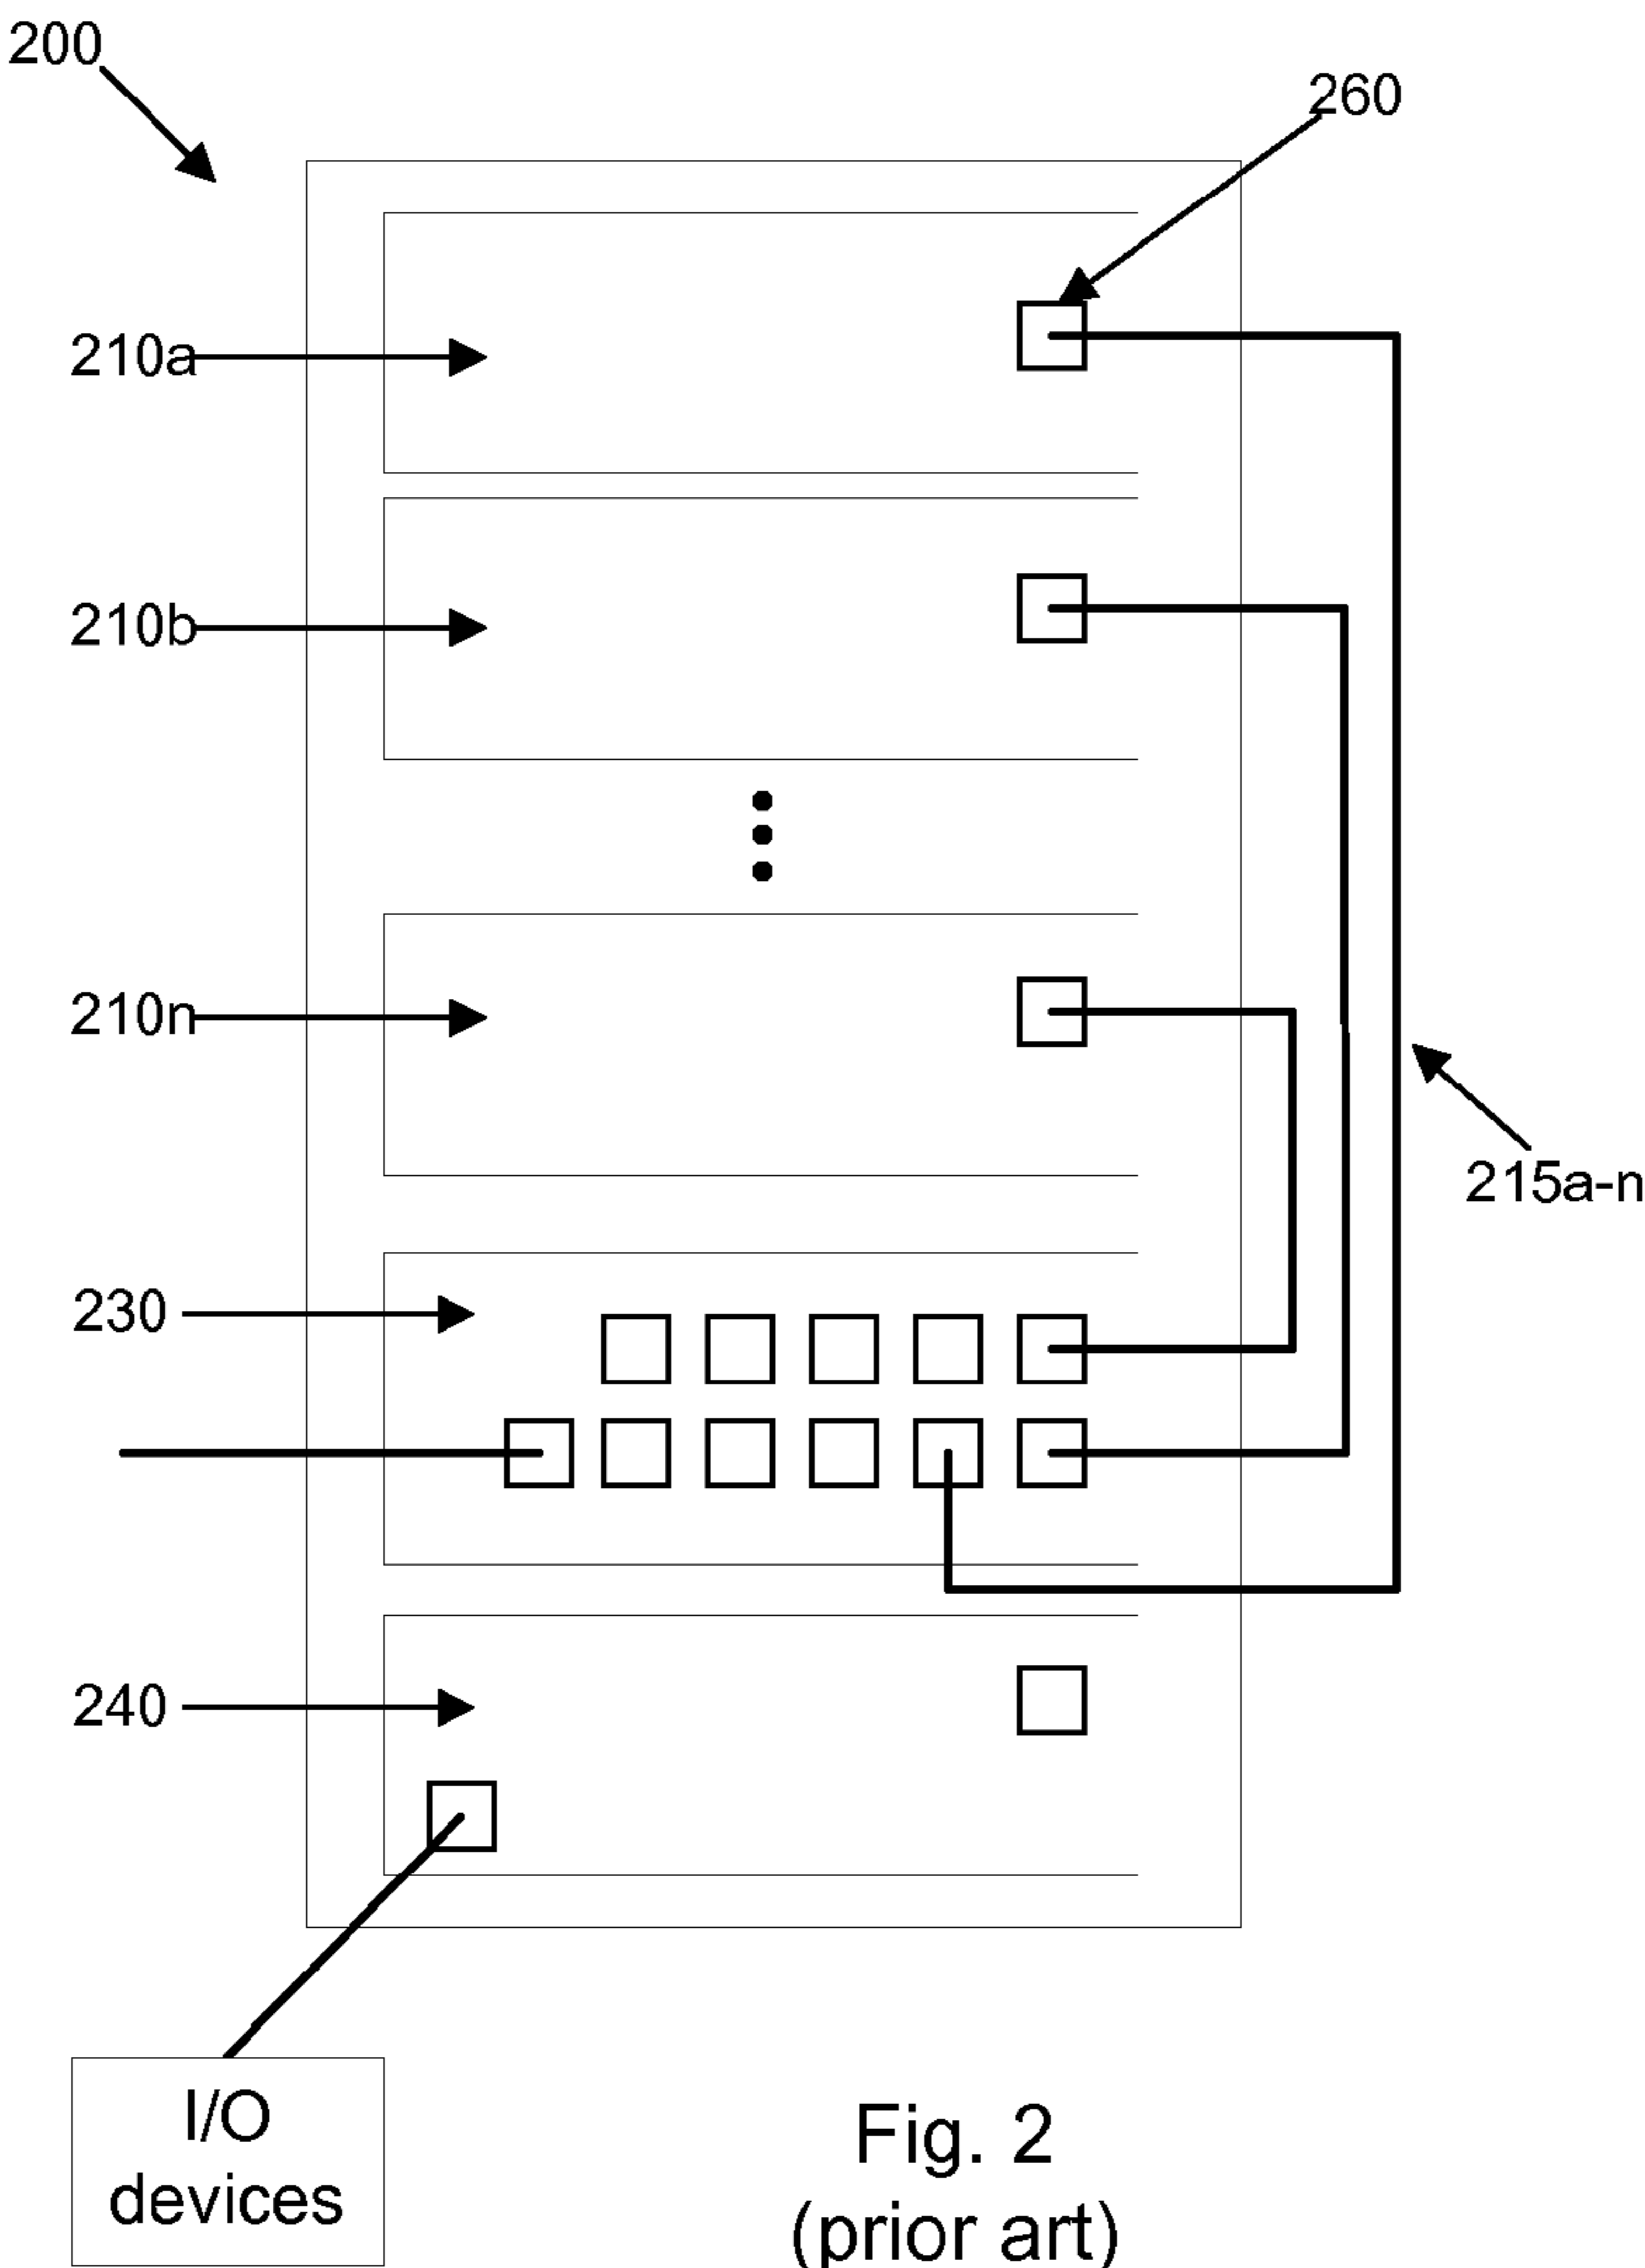 200
260
210a
210b
210n
215a-n
230
240
I/O
devices
Fig. 2
(prior art)